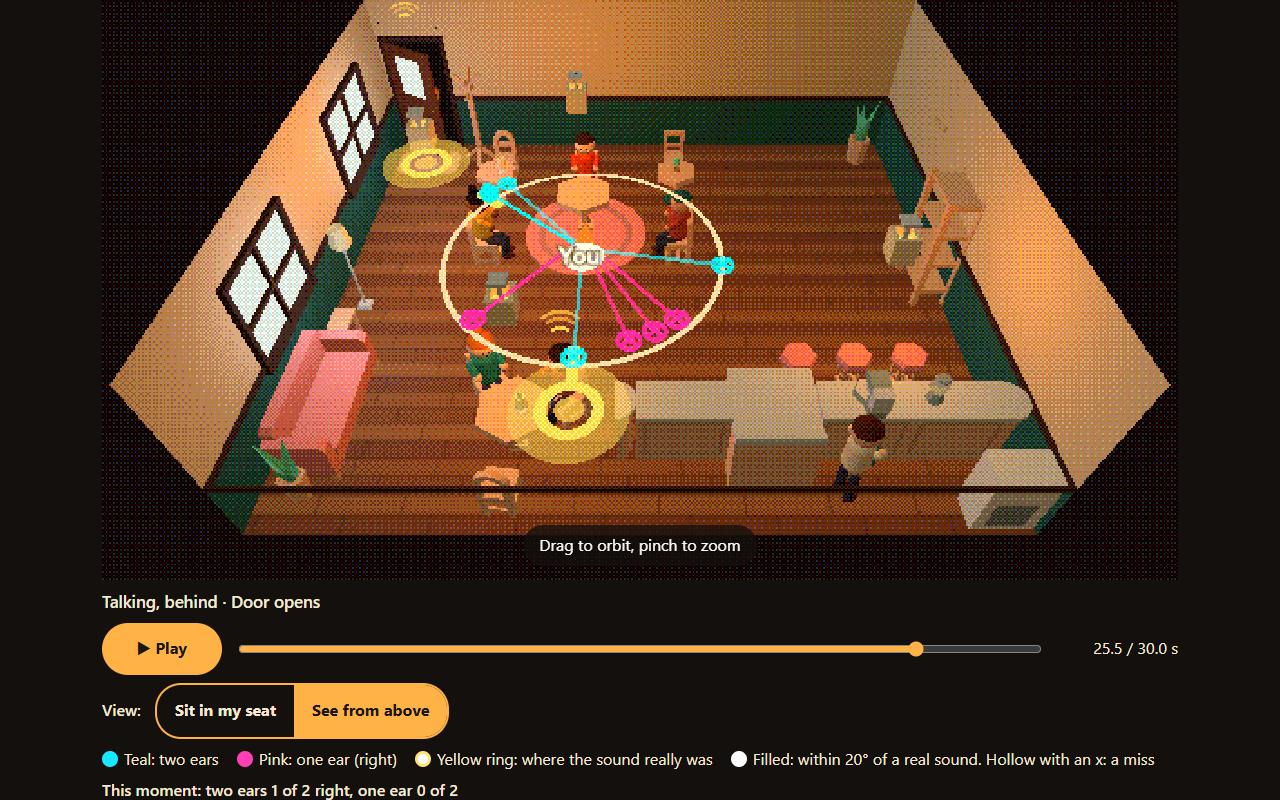 You
Drag to orbit, pinch to zoom
Talking, behind · Door opens
▶ Play
25.5 / 30.0 s
View:
Sit in my seat
See from above
Teal: two ears
Pink: one ear (right)
Yellow ring: where the sound really was
Filled: within 20° of a real sound. Hollow with an x: a miss
This moment: two ears 1 of 2 right, one ear 0 of 2